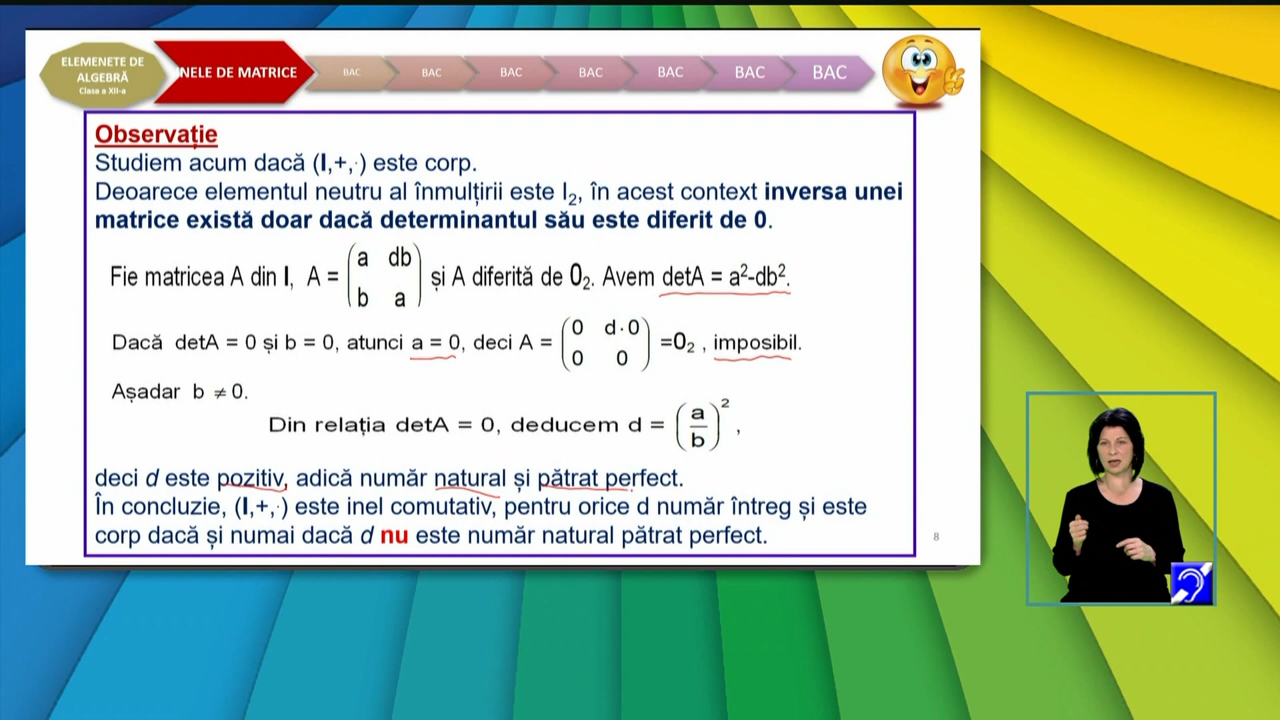 ELEMENETE DE
ALGEBRĂ
Clasa a XII-a
INELE DE MATRICE
BAC
BAC
BAC
BAC
BAC
BAC
BAC
Observație
Studiem acum dacă (I,+,·) este corp.
Deoarece elementul neutru al înmulțirii este I₂, în acest context inversa unei
matrice există doar dacă determinantul său este diferit de 0.
Fie matricea A din I, A = (a db
b a) și A diferită de 0₂. Avem detA = a²-db².
Dacă detA = 0 și b = 0, atunci a = 0, deci A = (0 d·0
0 0) =0₂ , imposibil.
Așadar b ≠ 0.
Din relația detA = 0, deducem d = (a/b)²,
deci d este pozitiv, adică număr natural și pătrat perfect.
În concluzie, (I,+,·) este inel comutativ, pentru orice d număr întreg și este
corp dacă și numai dacă d nu este număr natural pătrat perfect.
8